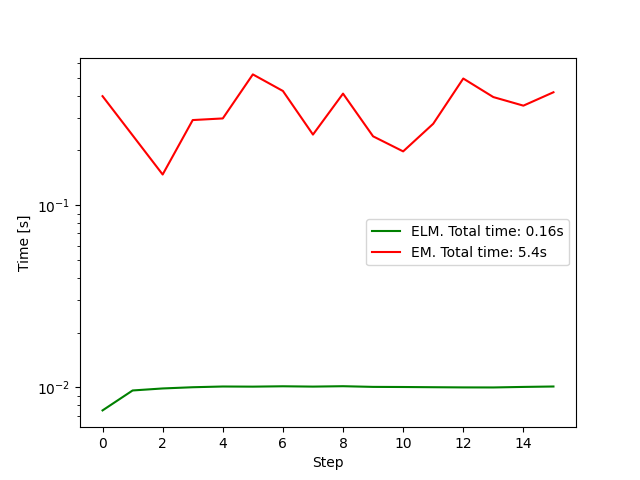 10⁻¹
10⁻²
Time [s]
ELM. Total time: 0.16s
EM. Total time: 5.4s
0 2 4 6 8 10 12 14
Step